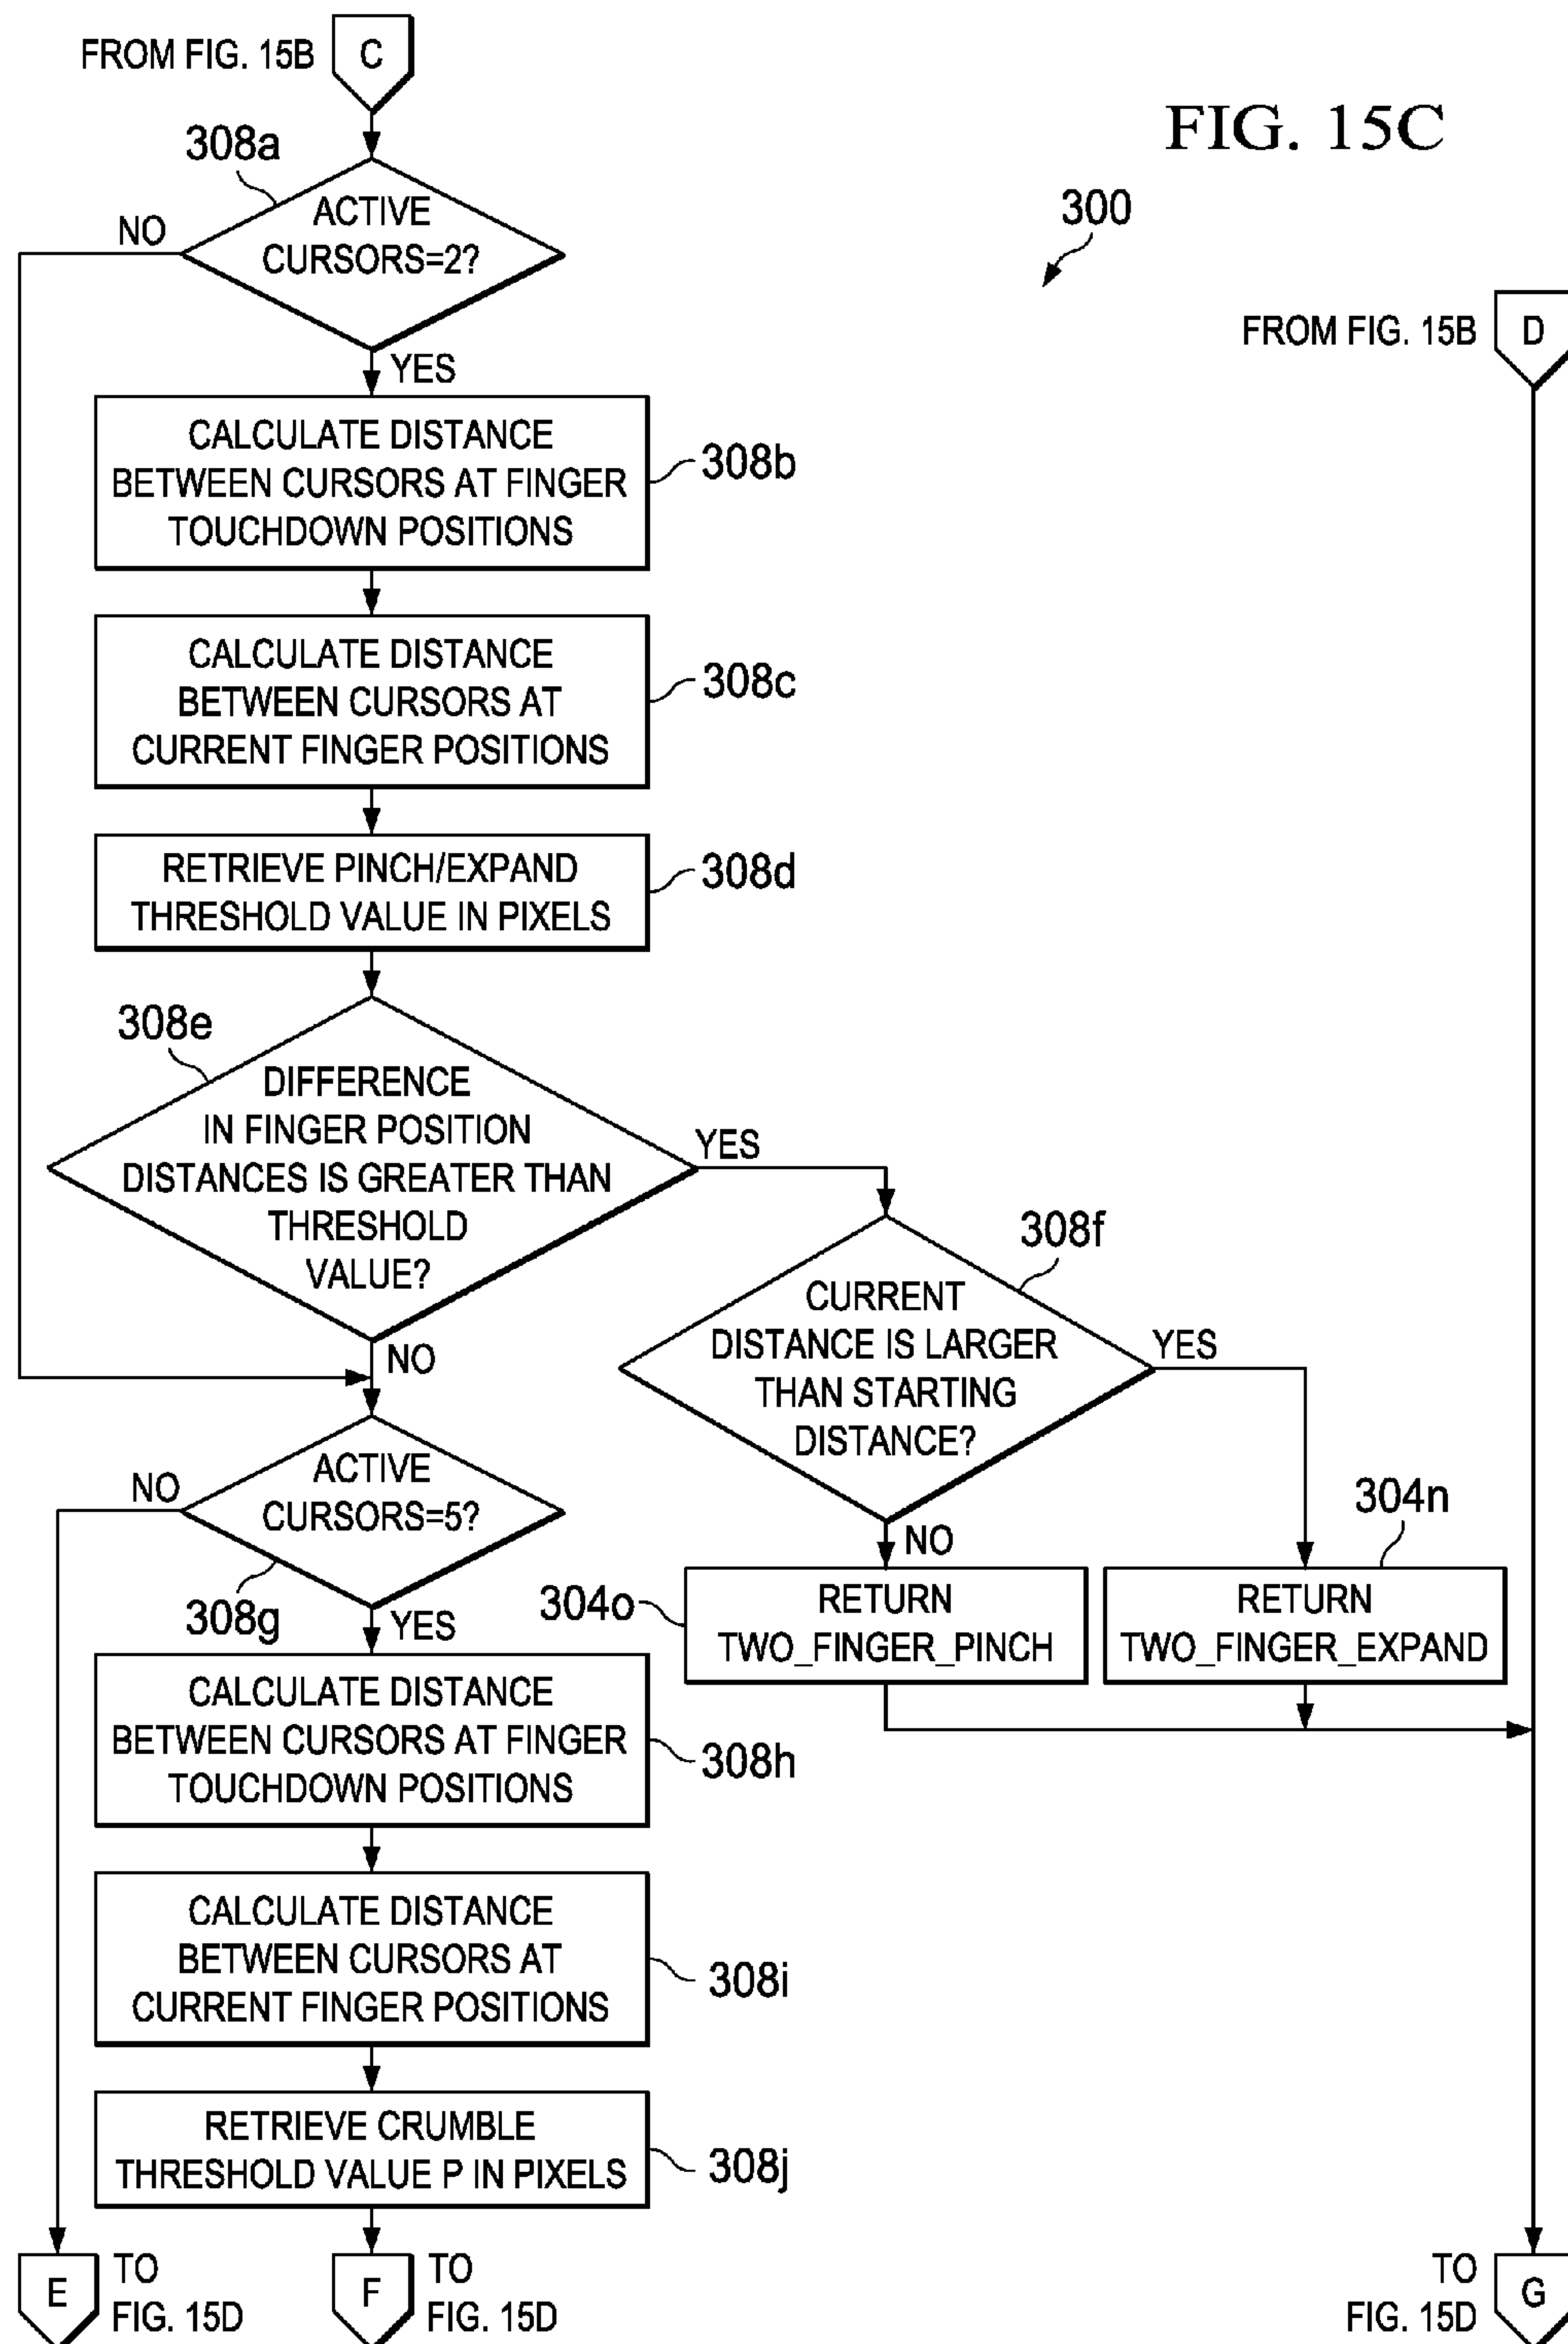 FROM FIG. 15B
C
FIG. 15C
308a
300
ACTIVE
CURSORS=2?
NO
YES
FROM FIG. 15B
D
CALCULATE DISTANCE
BETWEEN CURSORS AT FINGER
TOUCHDOWN POSITIONS
308b
CALCULATE DISTANCE
BETWEEN CURSORS AT
CURRENT FINGER POSITIONS
308c
RETRIEVE PINCH/EXPAND
THRESHOLD VALUE IN PIXELS
308d
308e
DIFFERENCE
IN FINGER POSITION
DISTANCES IS GREATER THAN
THRESHOLD
VALUE?
YES
NO
308f
CURRENT
DISTANCE IS LARGER
THAN STARTING
DISTANCE?
YES
NO
ACTIVE
CURSORS=5?
NO
308g
YES
304o
RETURN
TWO_FINGER_PINCH
304n
RETURN
TWO_FINGER_EXPAND
CALCULATE DISTANCE
BETWEEN CURSORS AT FINGER
TOUCHDOWN POSITIONS
308h
CALCULATE DISTANCE
BETWEEN CURSORS AT
CURRENT FINGER POSITIONS
308i
RETRIEVE CRUMBLE
THRESHOLD VALUE P IN PIXELS
308j
E
TO
FIG. 15D
F
TO
FIG. 15D
TO
FIG. 15D
G